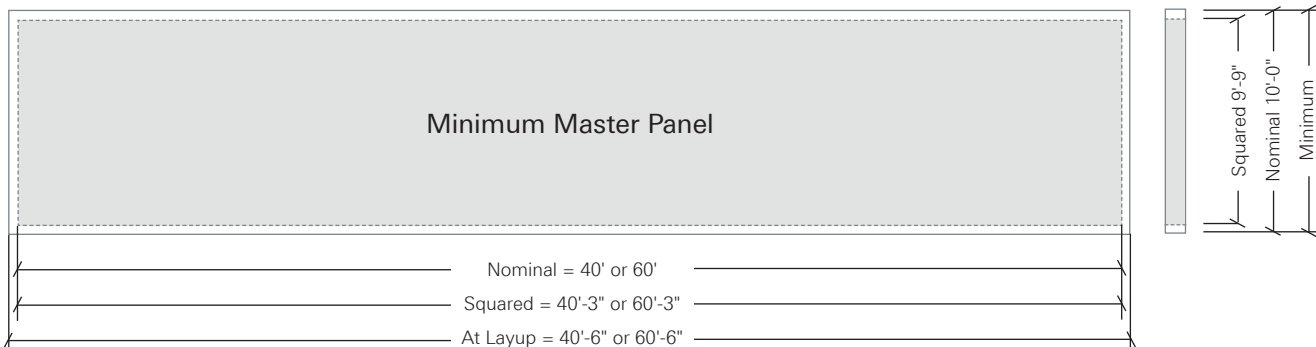 Minimum Master Panel
Nominal = 40' or 60'
Squared = 40'-3" or 60'-3"
At Layup = 40'-6" or 60'-6"
Squared 9'-9"
Nominal 10'-0"
Minimum